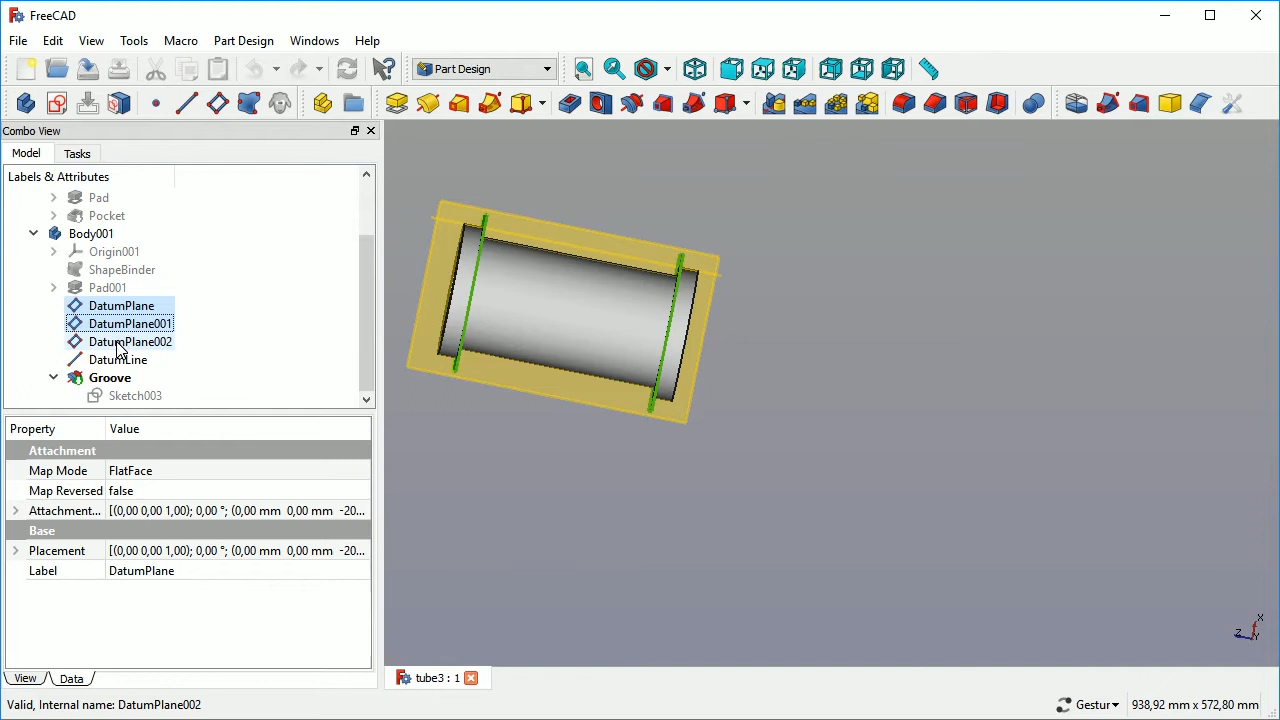 FreeCAD
File Edit View Tools Macro Part Design Windows Help
Part Design
Combo View
Model Tasks
Labels & Attributes
Pad
Pocket
Body001
Origin001
ShapeBinder
Pad001
DatumPlane
DatumPlane001
DatumPlane002
DatumLine
Groove
Sketch003
Property Value
Attachment
Map Mode FlatFace
Map Reversed false
Attachment... [(0,00 0,00 1,00); 0,00 °; (0,00 mm 0,00 mm -20...
Base
Placement [(0,00 0,00 1,00); 0,00 °; (0,00 mm 0,00 mm -20...
Label DatumPlane
X
Z Y
View Data
tube3 : 1
Valid, Internal name: DatumPlane002
Gestur
938,92 mm x 572,80 mm